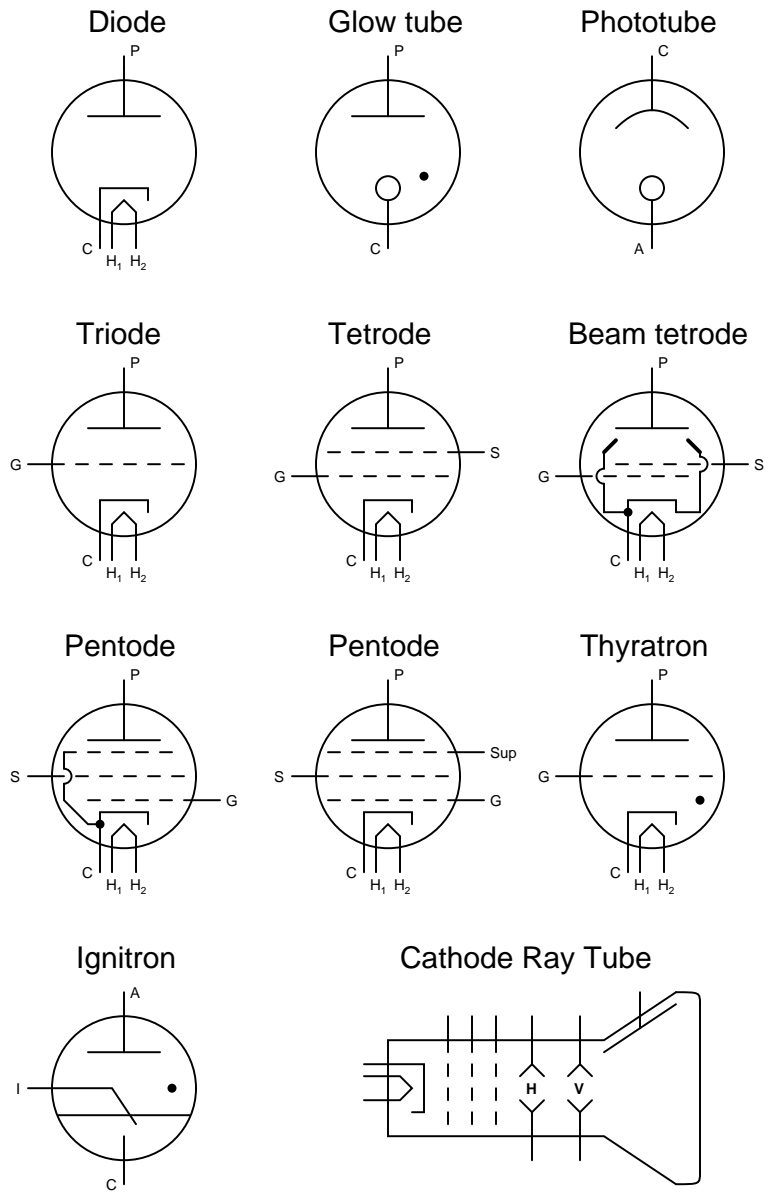 Diode Glow tube Phototube
P P C
C H₁ H₂ C A
Triode Tetrode Beam tetrode
P P P
G S G G S
C H₁ H₂ C H₁ H₂ C H₁ H₂
Pentode Pentode Thyratron
P P P
Sup
S S G
G G
C H₁ H₂ C H₁ H₂ C H₁ H₂
Ignitron Cathode Ray Tube
A
I H V
C